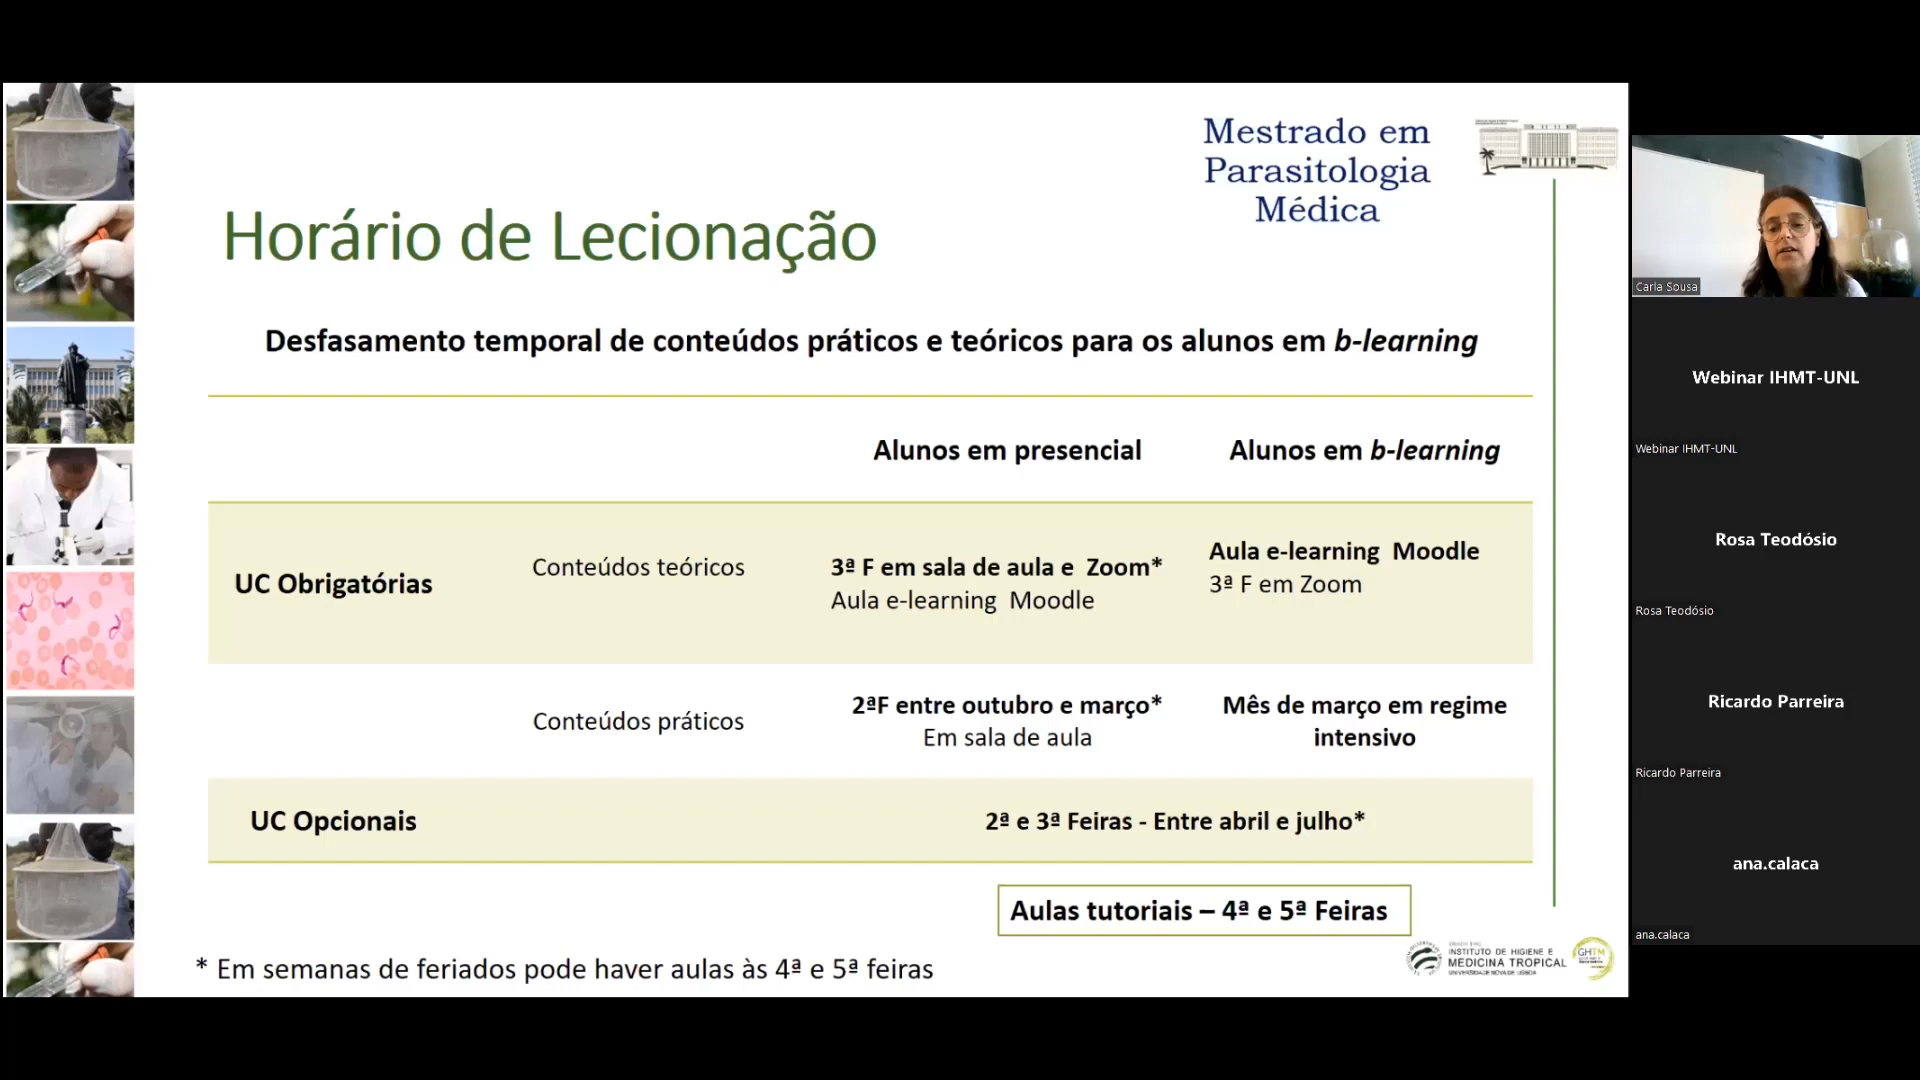 Mestrado em
Parasitologia
Médica
Horário de Lecionação
Desfasamento temporal de conteúdos práticos e teóricos para os alunos em b-learning
Alunos em presencial
Alunos em b-learning
UC Obrigatórias
Conteúdos teóricos
3ª F em sala de aula e Zoom*
Aula e-learning Moodle
Aula e-learning Moodle
3ª F em Zoom
Conteúdos práticos
2ªF entre outubro e março*
Em sala de aula
Mês de março em regime
intensivo
UC Opcionais
2ª e 3ª Feiras - Entre abril e julho*
Aulas tutoriais – 4ª e 5ª Feiras
* Em semanas de feriados pode haver aulas às 4ª e 5ª feiras
INSTITUTO DE HIGIENE E
MEDICINA TROPICAL
UNIVERSIDADE NOVA DE LISBOA
GHTM
Carla Sousa
Webinar IHMT-UNL
Webinar IHMT-UNL
Rosa Teodósio
Rosa Teodósio
Ricardo Parreira
Ricardo Parreira
ana.calaca
ana.calaca